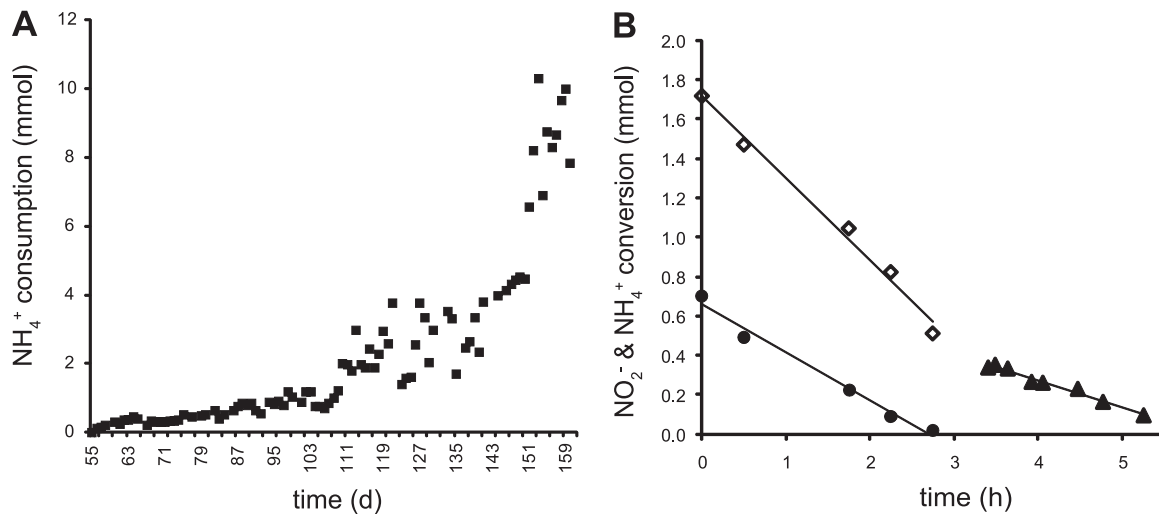 A
B
NH₄⁺ consumption (mmol)
12
10
8
6
4
2
0
55 63 71 79 87 95 103 111 119 127 135 143 151 159
time (d)
NO₂- & NH₄⁺ conversion (mmol)
2.0
1.8
1.6
1.4
1.2
1.0
0.8
0.6
0.4
0.2
0.0
0 1 2 3 4 5
time (h)